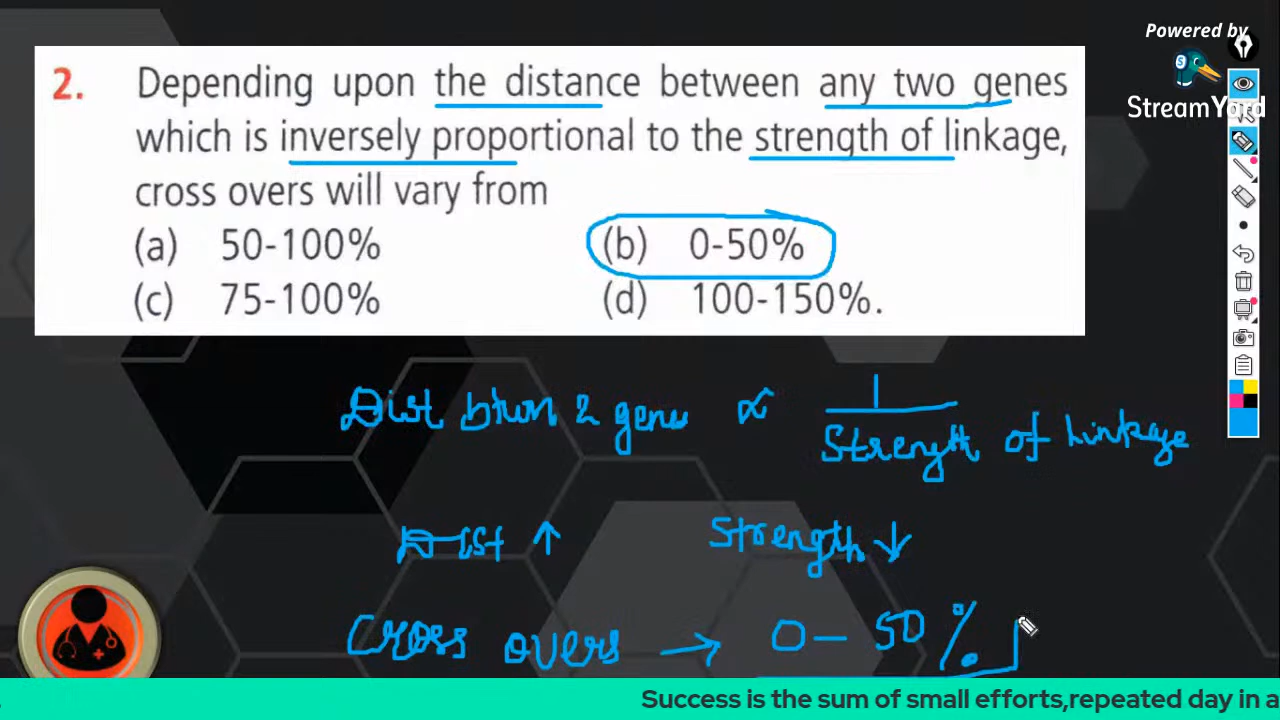 Powered by
StreamYard
2. Depending upon the distance between any two genes
which is inversely proportional to the strength of linkage,
cross overs will vary from
(a) 50-100% (b) 0-50%
(c) 75-100% (d) 100-150%.
Dist btwn 2 genes ∝ 1
Strength of Linkage
Dist ↑ Strength ↓
Cross overs → 0 – 50%
Success is the sum of small efforts,repeated day in a